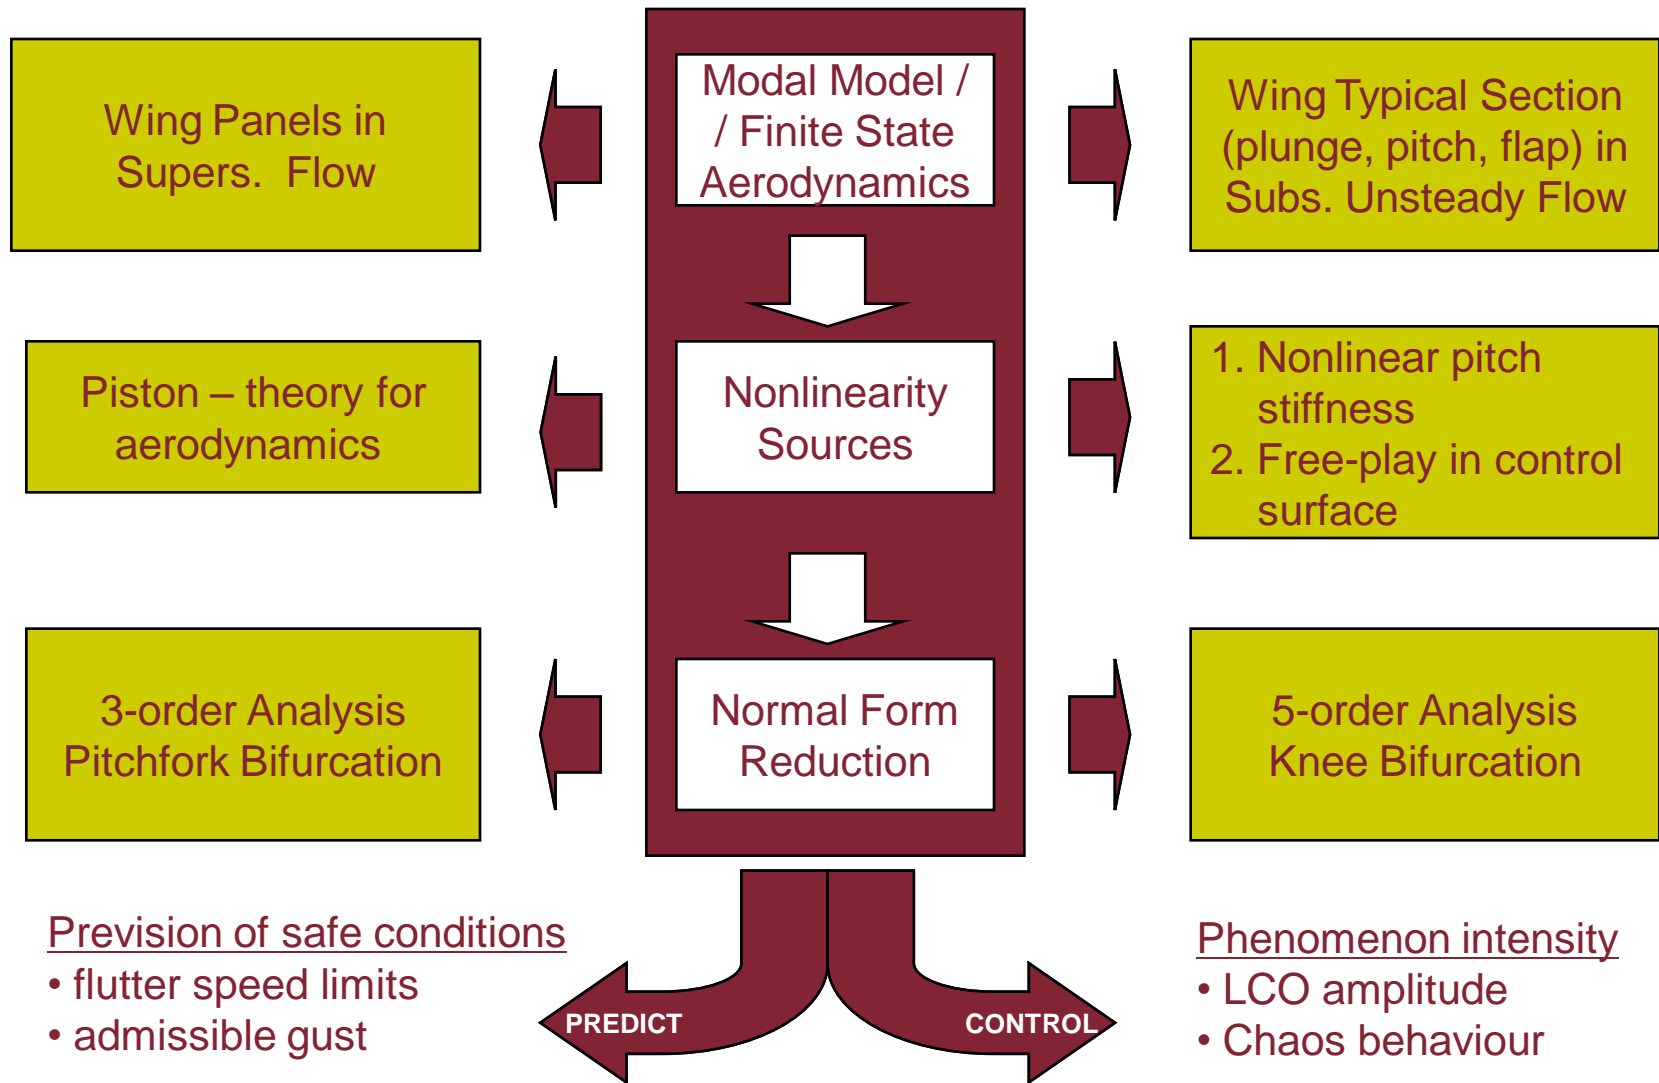 Wing Panels in
Supers. Flow
Modal Model /
/ Finite State
Aerodynamics
Wing Typical Section
(plunge, pitch, flap) in
Subs. Unsteady Flow
Piston – theory for
aerodynamics
Nonlinearity
Sources
1. Nonlinear pitch
stiffness
2. Free-play in control
surface
3-order Analysis
Pitchfork Bifurcation
Normal Form
Reduction
5-order Analysis
Knee Bifurcation
Prevision of safe conditions
• flutter speed limits
• admissible gust
PREDICT
CONTROL
Phenomenon intensity
• LCO amplitude
• Chaos behaviour